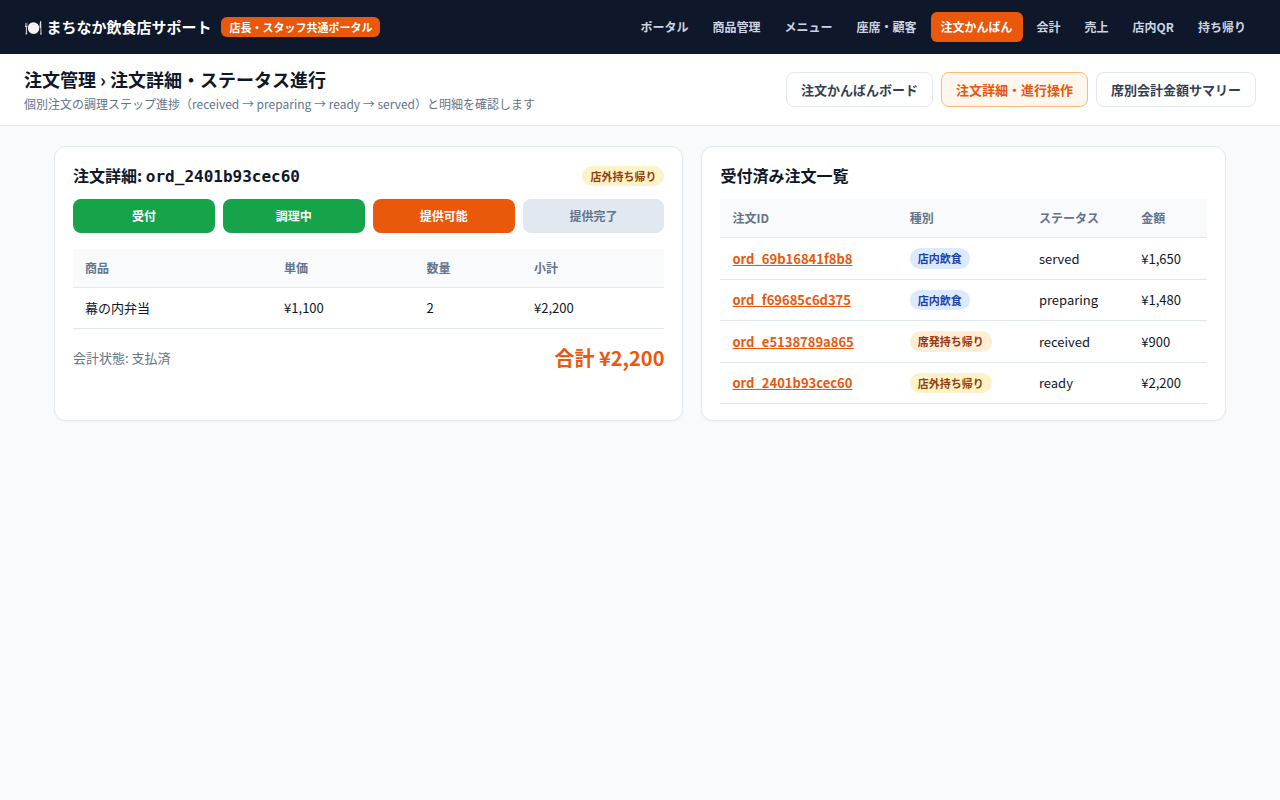 🍽️ まちなか飲食店サポート 店長・スタッフ共通ポータル ポータル 商品管理 メニュー 座席・顧客 注文かんばん 会計 売上 店内QR 持ち帰り
注文管理 › 注文詳細・ステータス進行
個別注文の調理ステップ進捗（received → preparing → ready → served）と明細を確認します
注文かんばんボード 注文詳細・進行操作 席別会計金額サマリー
注文詳細: ord_2401b93cec60 店外持ち帰り
受付 調理中 提供可能 提供完了
商品 単価 数量 小計
幕の内弁当 ¥1,100 2 ¥2,200
会計状態: 支払済 合計 ¥2,200
受付済み注文一覧
注文ID 種別 ステータス 金額
ord_69b16841f8b8 店内飲食 served ¥1,650
ord_f69685c6d375 店内飲食 preparing ¥1,480
ord_e5138789a865 席発持ち帰り received ¥900
ord_2401b93cec60 店外持ち帰り ready ¥2,200